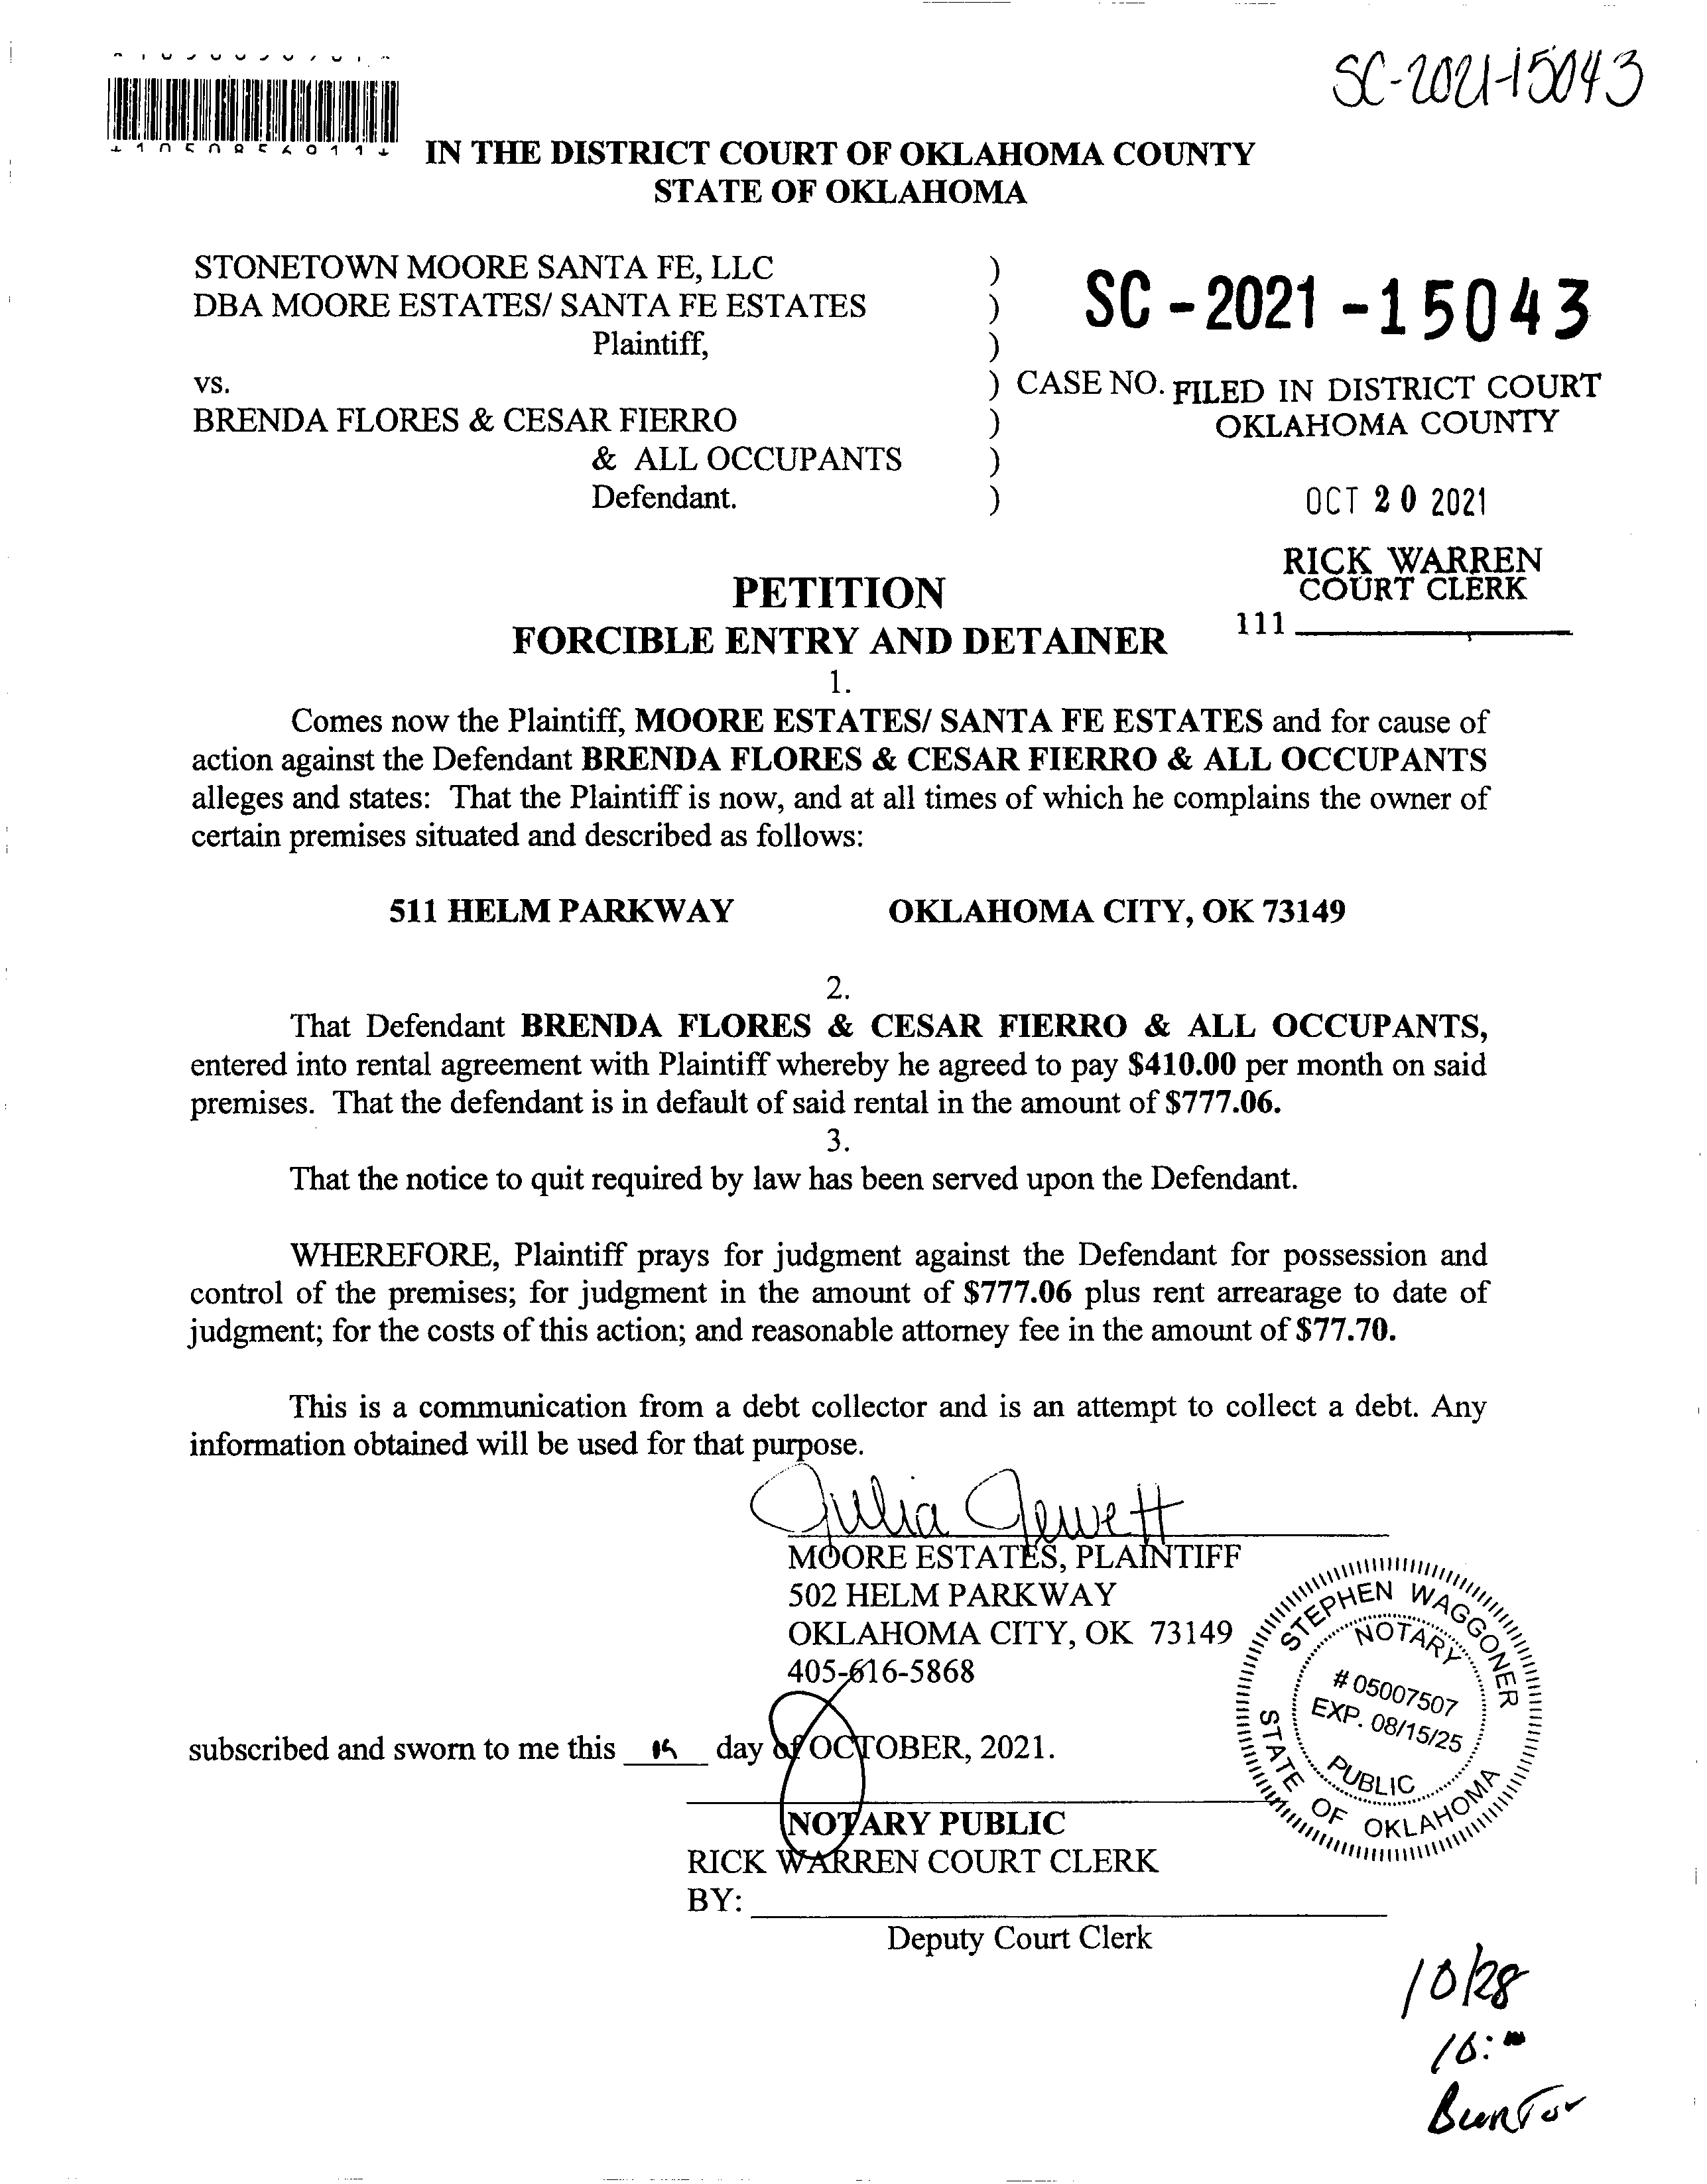 SC-2021-15043
IN THE DISTRICT COURT OF OKLAHOMA COUNTY
STATE OF OKLAHOMA
STONETOWN MOORE SANTA FE, LLC )
DBA MOORE ESTATES/ SANTA FE ESTATES )
Plaintiff, )
SC - 2021 - 15043
vs. ) CASE NO.
BRENDA FLORES & CESAR FIERRO )
& ALL OCCUPANTS )
Defendant. )
FILED IN DISTRICT COURT
OKLAHOMA COUNTY
OCT 20 2021
RICK WARREN
COURT CLERK
111
PETITION
FORCIBLE ENTRY AND DETAINER
1.
Comes now the Plaintiff, MOORE ESTATES/ SANTA FE ESTATES and for cause of
action against the Defendant BRENDA FLORES & CESAR FIERRO & ALL OCCUPANTS
alleges and states: That the Plaintiff is now, and at all times of which he complains the owner of
certain premises situated and described as follows:
511 HELM PARKWAY OKLAHOMA CITY, OK 73149
2.
That Defendant BRENDA FLORES & CESAR FIERRO & ALL OCCUPANTS,
entered into rental agreement with Plaintiff whereby he agreed to pay $410.00 per month on said
premises. That the defendant is in default of said rental in the amount of $777.06.
3.
That the notice to quit required by law has been served upon the Defendant.
WHEREFORE, Plaintiff prays for judgment against the Defendant for possession and
control of the premises; for judgment in the amount of $777.06 plus rent arrearage to date of
judgment; for the costs of this action; and reasonable attorney fee in the amount of $77.70.
This is a communication from a debt collector and is an attempt to collect a debt. Any
information obtained will be used for that purpose.
Julia Jewett
MOORE ESTATES, PLAINTIFF
502 HELM PARKWAY
OKLAHOMA CITY, OK 73149
405-616-5868
STEPHEN WAGGONER
NOTARY
# 05007507
EXP. 08/15/25
PUBLIC
STATE OF OKLAHOMA
subscribed and sworn to me this day of OCTOBER, 2021.
NOTARY PUBLIC
RICK WARREN COURT CLERK
BY:
Deputy Court Clerk
10/28